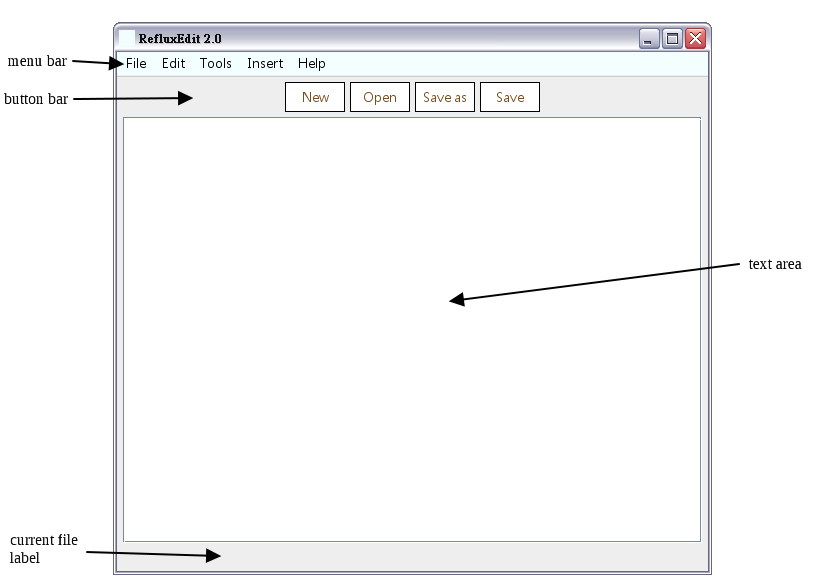 RefluxEdit 2.0
menu bar
File Edit Tools Insert Help
button bar
New Open Save as Save
text area
current file
label